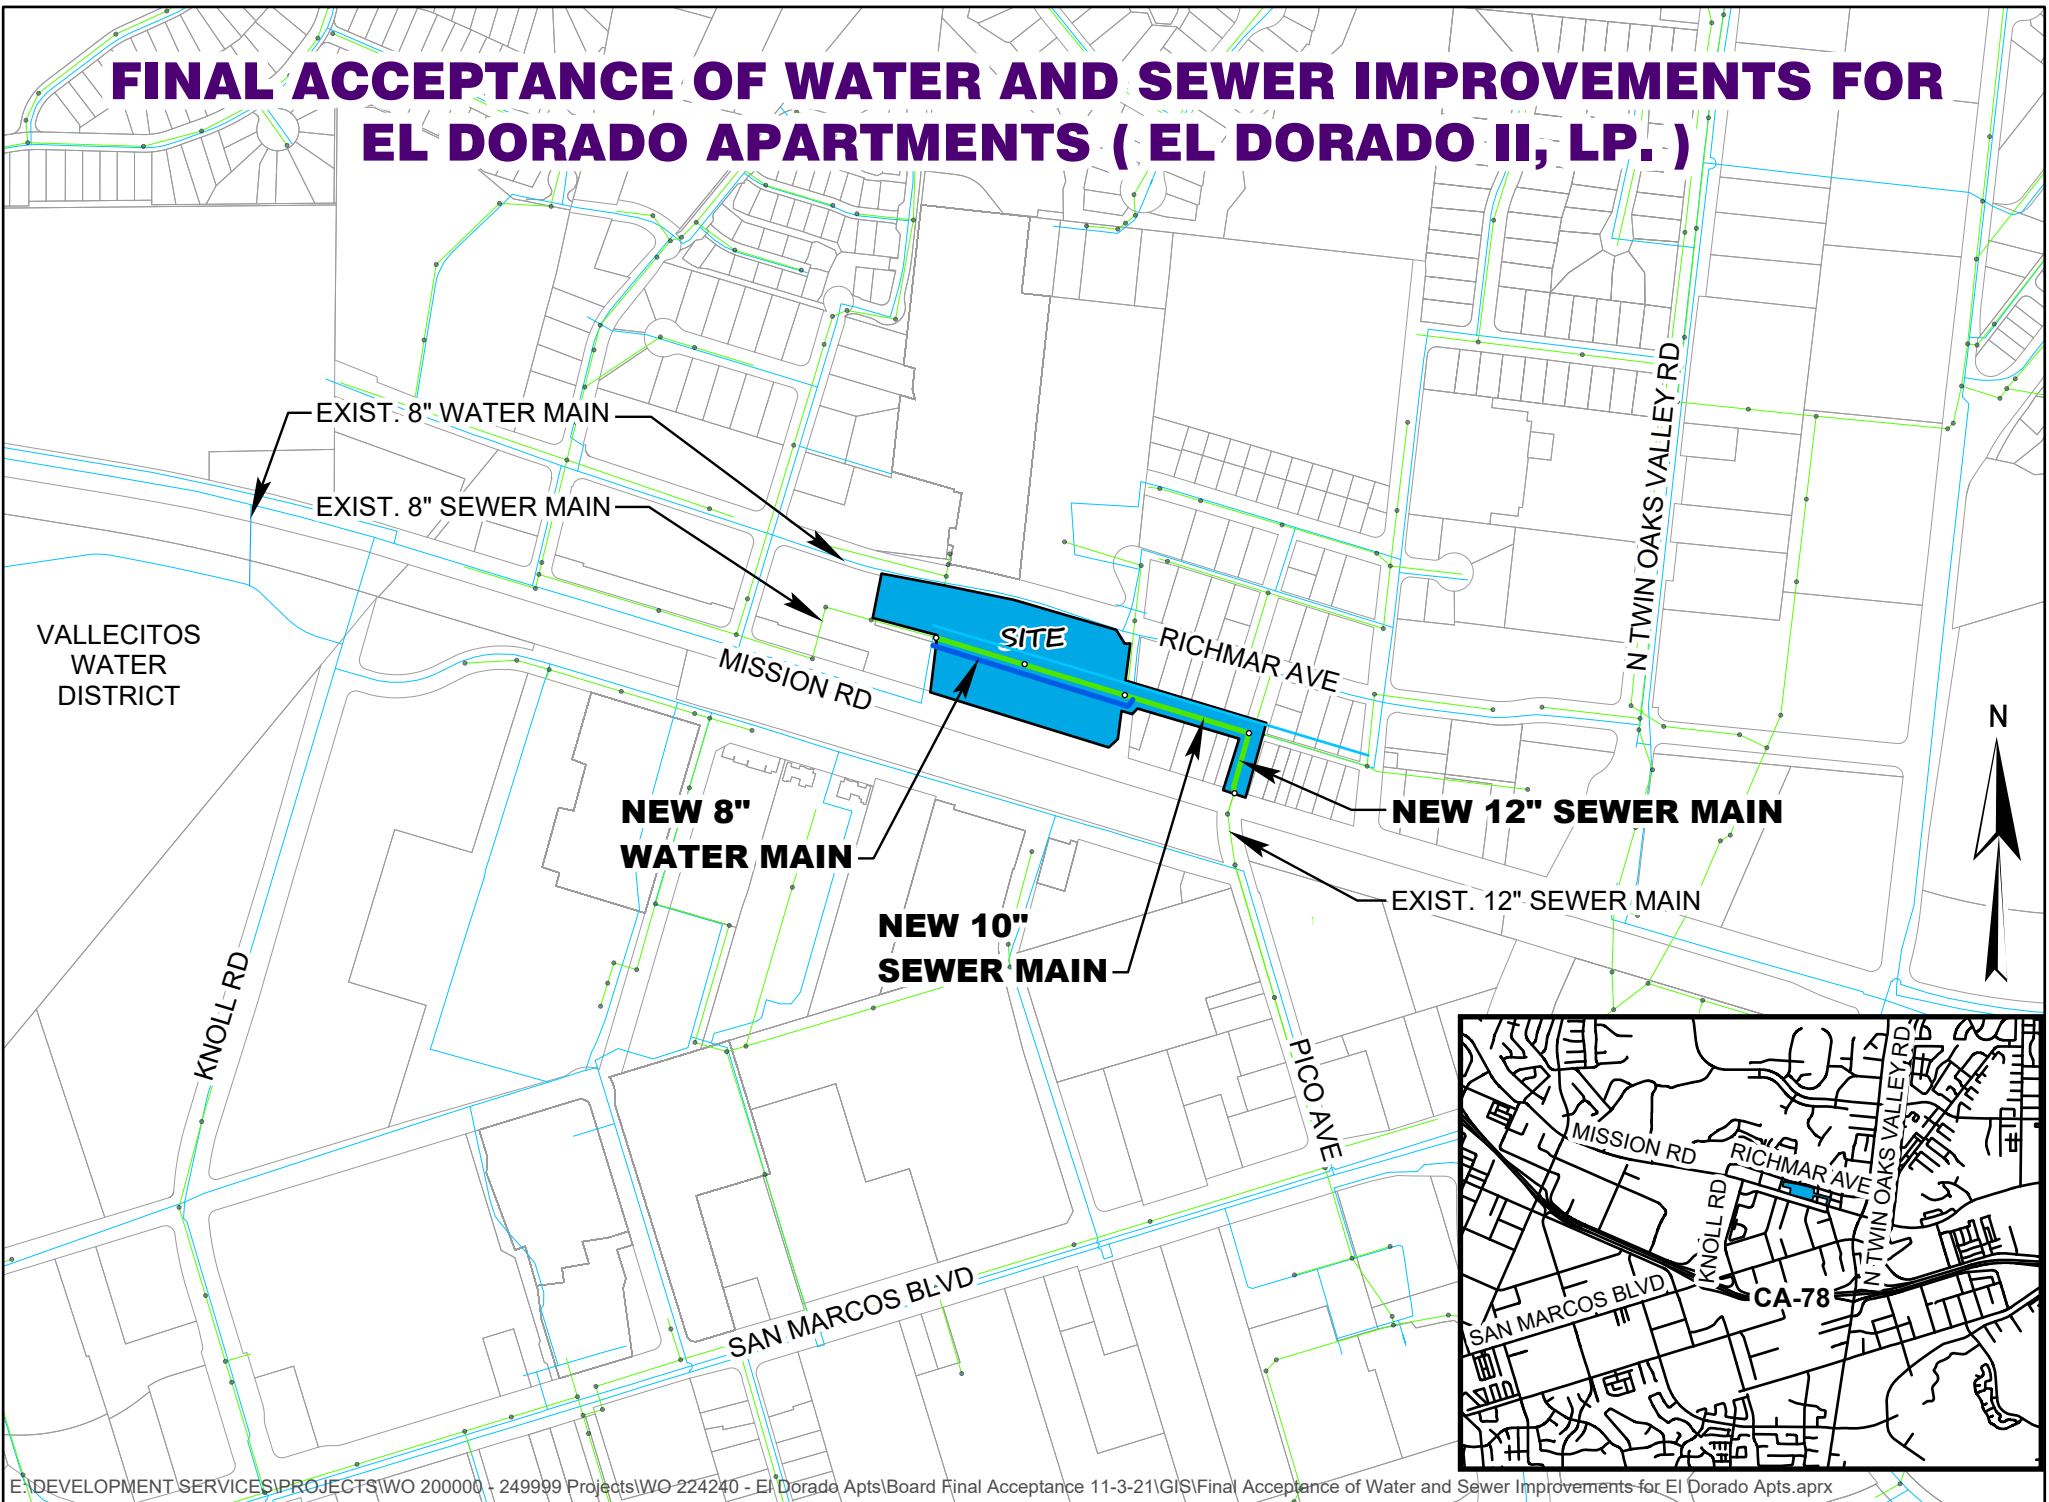 FINAL ACCEPTANCE OF WATER AND SEWER IMPROVEMENTS FOR
EL DORADO APARTMENTS ( EL DORADO II, LP. )
EXIST. 8" WATER MAIN
EXIST. 8" SEWER MAIN
VALLECITOS
WATER
DISTRICT
SITE
MISSION RD
RICHMAR AVE
N TWIN OAKS VALLEY RD
N
NEW 8"
WATER MAIN
NEW 12" SEWER MAIN
EXIST. 12" SEWER MAIN
NEW 10"
SEWER MAIN
KNOLL RD
PICO AVE
SAN MARCOS BLVD
MISSION RD
RICHMAR AVE
N TWIN OAKS VALLEY RD
KNOLL RD
SAN MARCOS BLVD
CA-78
E:\DEVELOPMENT SERVICES\PROJECTS\WO 200000 - 249999 Projects\WO 224240 - El Dorado Apts\Board Final Acceptance 11-3-21\GIS\Final Acceptance of Water and Sewer Improvements for El Dorado Apts.aprx